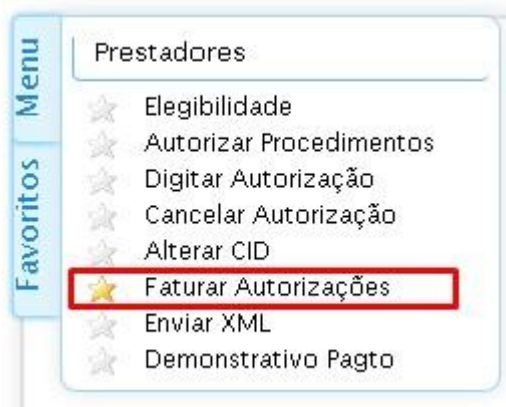 Menu
Favoritos
Prestadores
Elegibilidade
Autorizar Procedimentos
Digitar Autorização
Cancelar Autorização
Alterar CID
Faturar Autorizações
Enviar XML
Demonstrativo Pagto